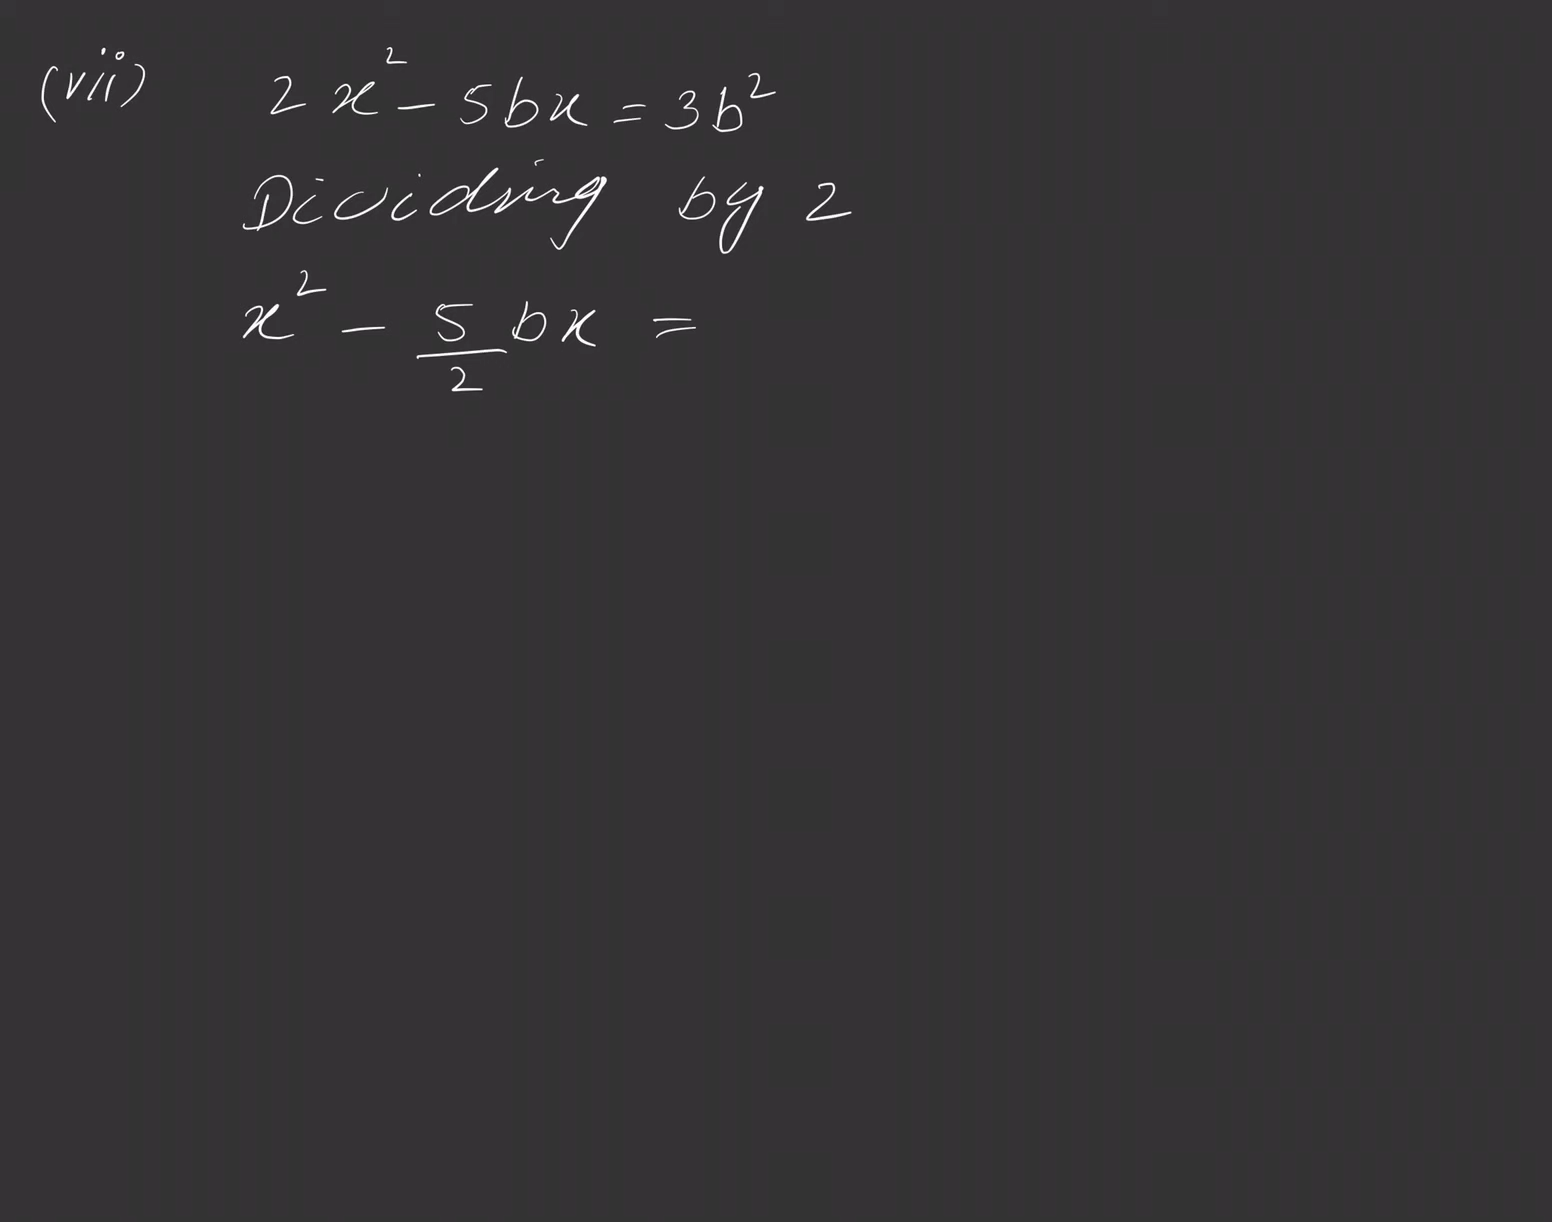 (vii) 2x² - 5bx = 3b²
Dividing by 2
x² - 5/2 bx =